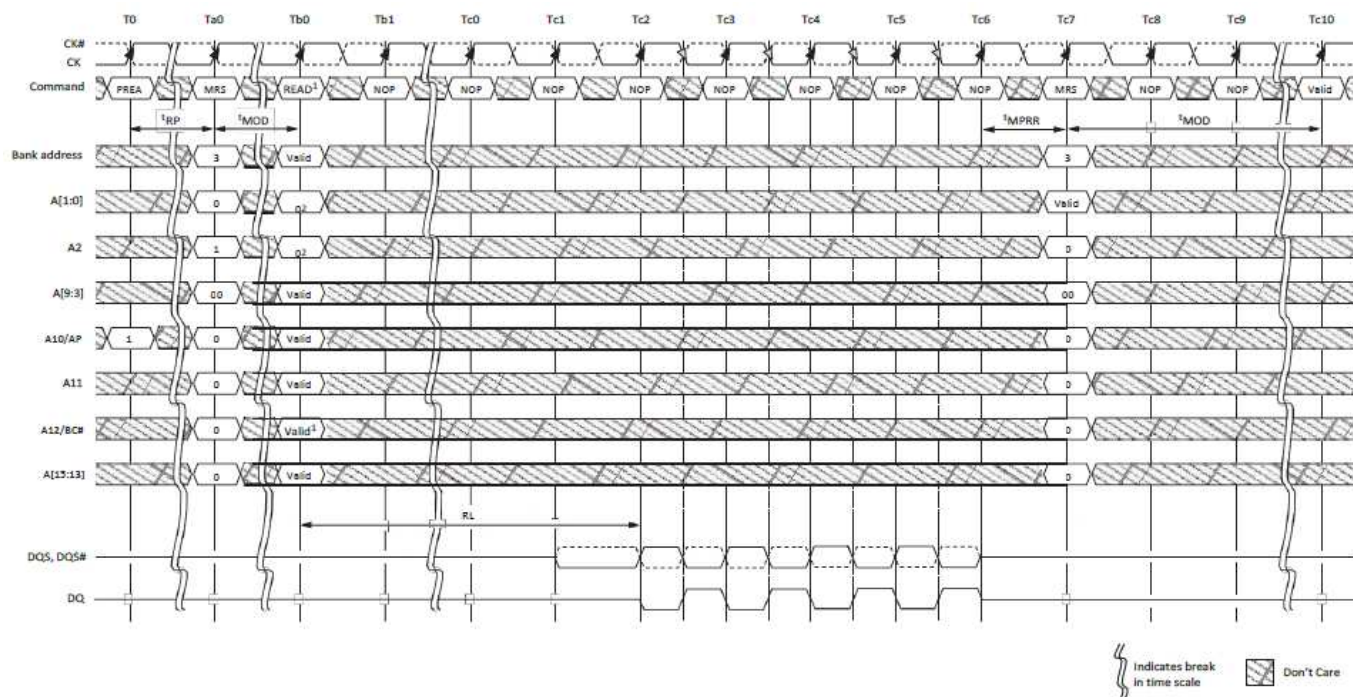 T0 Ta0 Tb0 Tb1 Tc0 Tc1 Tc2 Tc3 Tc4 Tc5 Tc6 Tc7 Tc8 Tc9 Tc10
CK#
CK
Command PREA MRS READ1 NOP NOP NOP NOP NOP NOP NOP NOP MRS NOP NOP Valid
tRP tMOD tMPRR tMOD
Bank address 3 Valid 3
A[1:0] 0 02 Valid
A2 1 02 0
A[9:3] 00 Valid 00
A10/AP 1 0 Valid 0
A11 0 Valid 0
A12/BC# 0 Valid1 0
A[15:13] 0 Valid 0
RL
DQS, DQS#
DQ
Indicates break
in time scale
Don't Care